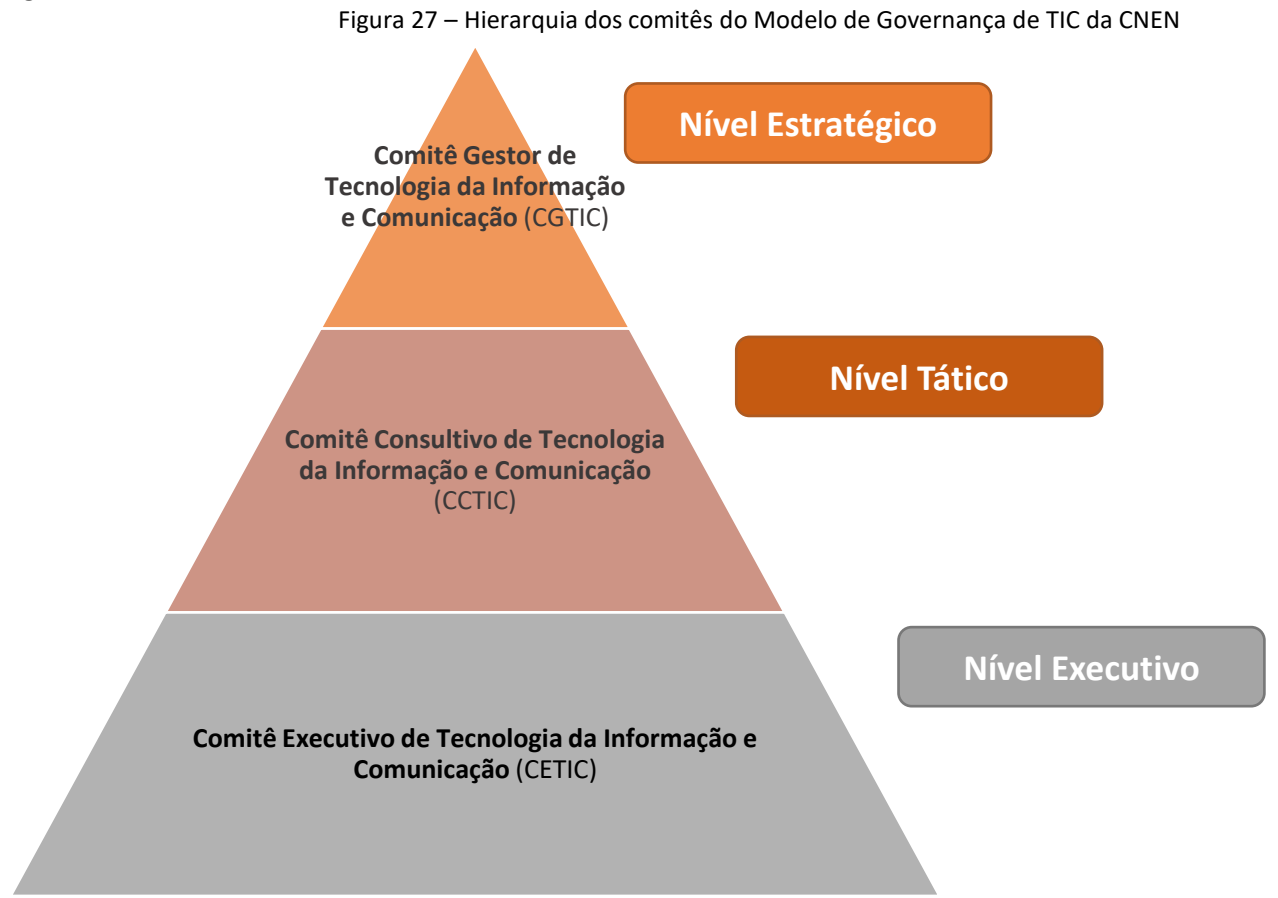 Figura 27 – Hierarquia dos comitês do Modelo de Governança de TIC da CNEN
Nível Estratégico
Comitê Gestor de
Tecnologia da Informação
e Comunicação (CGTIC)
Nível Tático
Comitê Consultivo de Tecnologia
da Informação e Comunicação
(CCTIC)
Nível Executivo
Comitê Executivo de Tecnologia da Informação e
Comunicação (CETIC)